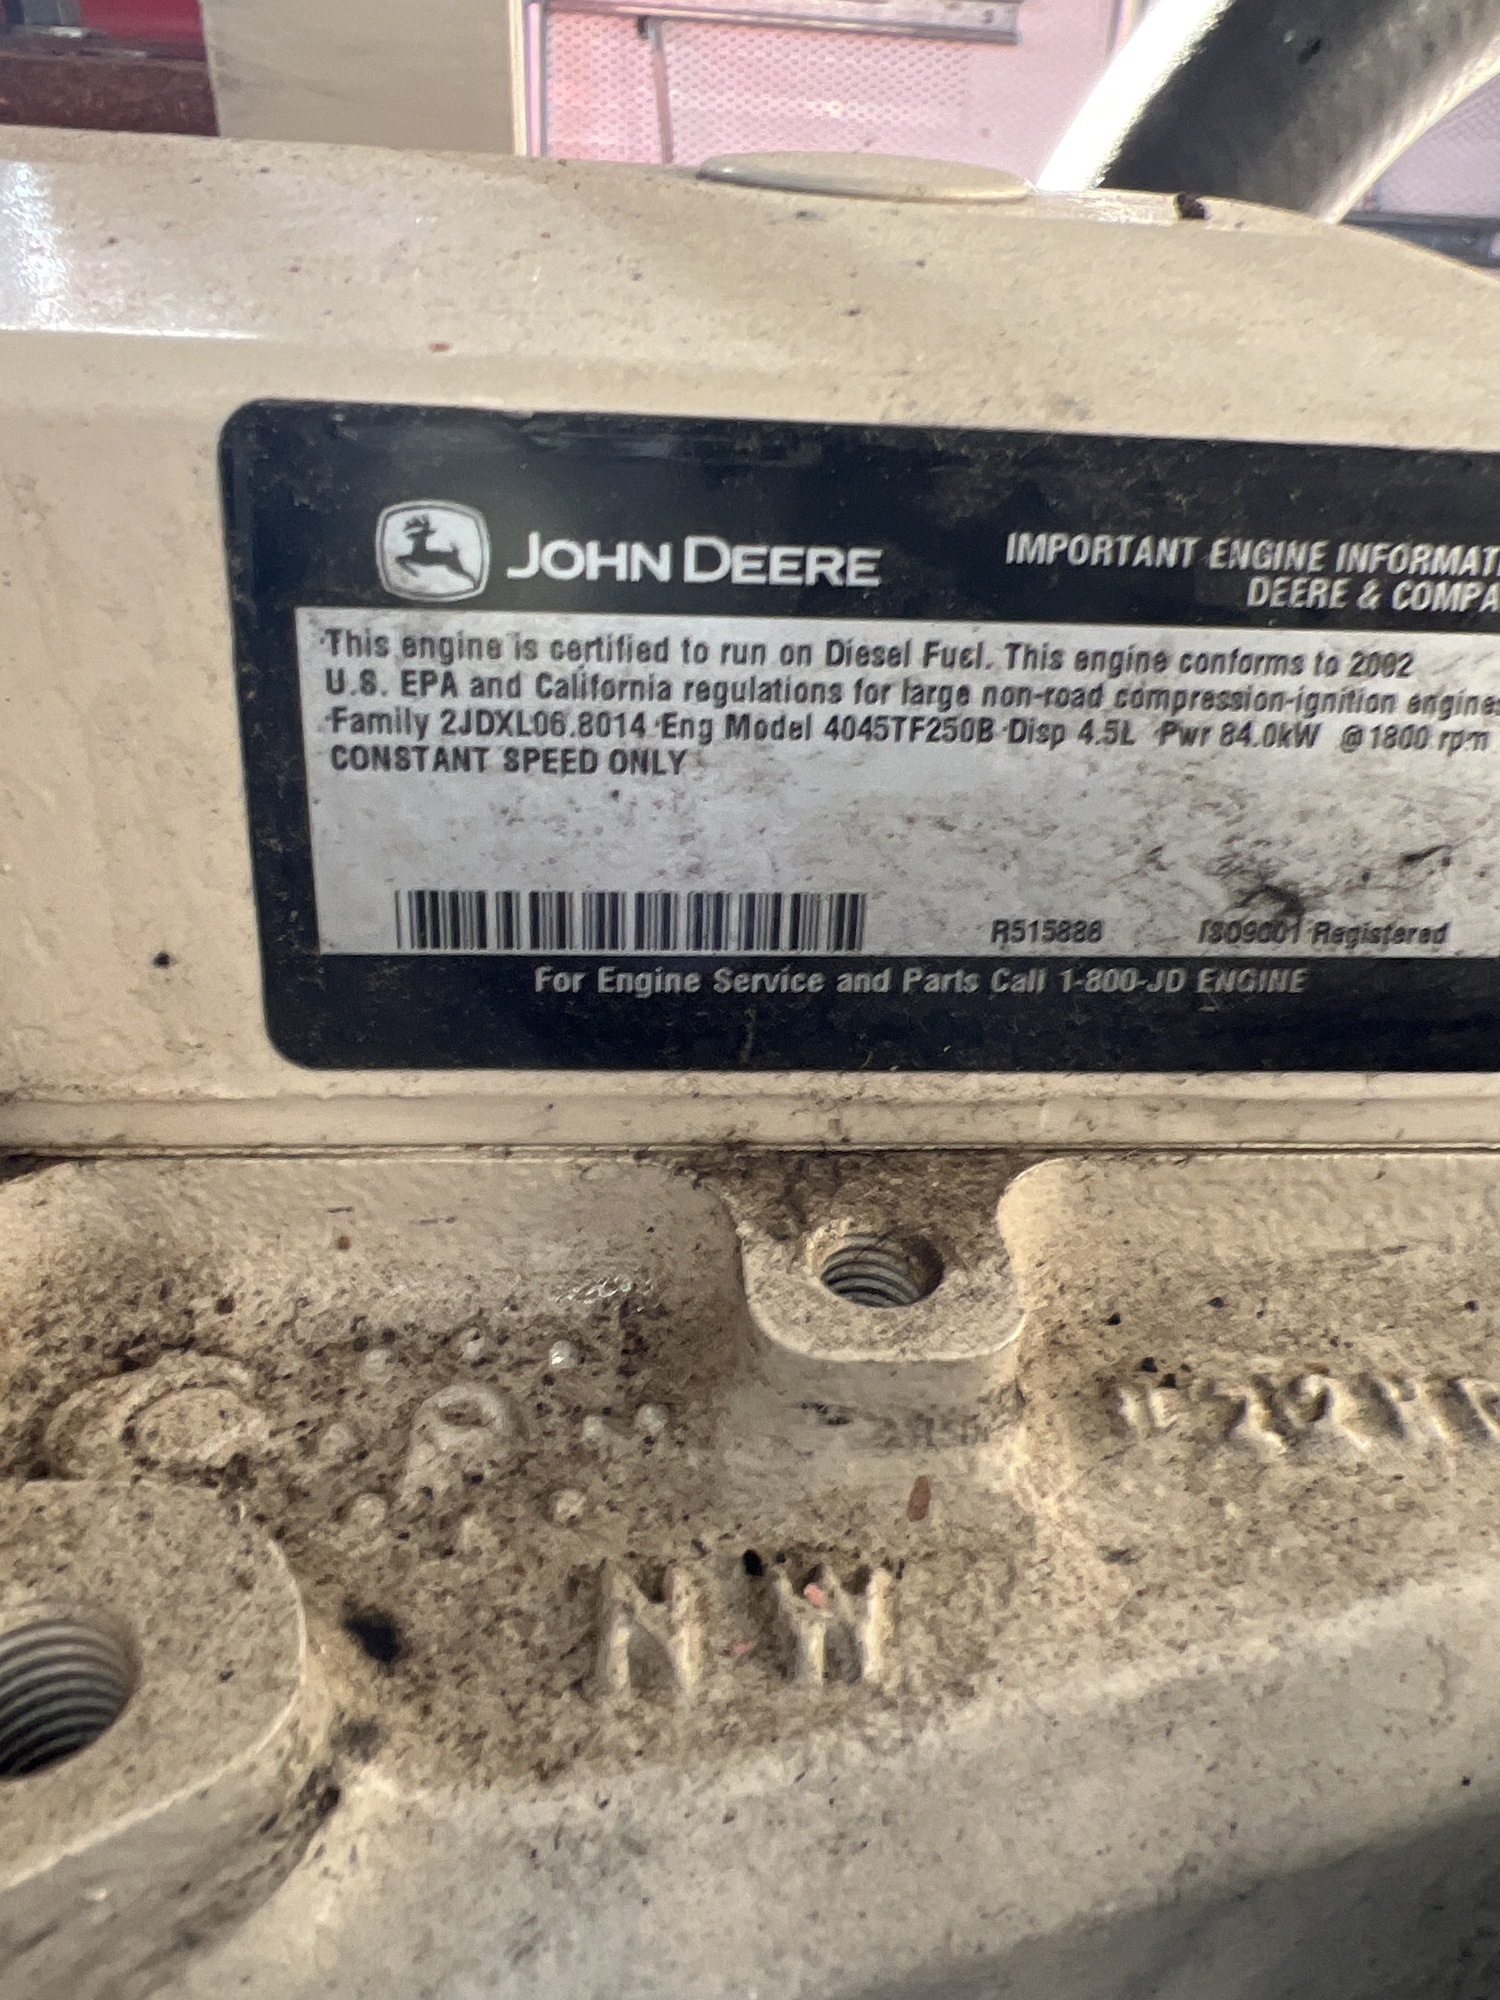 JOHN DEERE
IMPORTANT ENGINE INFORMATI
DEERE & COMPA
This engine is certified to run on Diesel Fuel. This engine conforms to 2002
U.S. EPA and California regulations for large non-road compression-ignition engines
Family 2JDXL06.8014 Eng Model 4045TF250B Disp 4.5L Pwr 84.0kW @1800 rpm
CONSTANT SPEED ONLY
R515888 ISO9001 Registered
For Engine Service and Parts Call 1-800-JD ENGINE